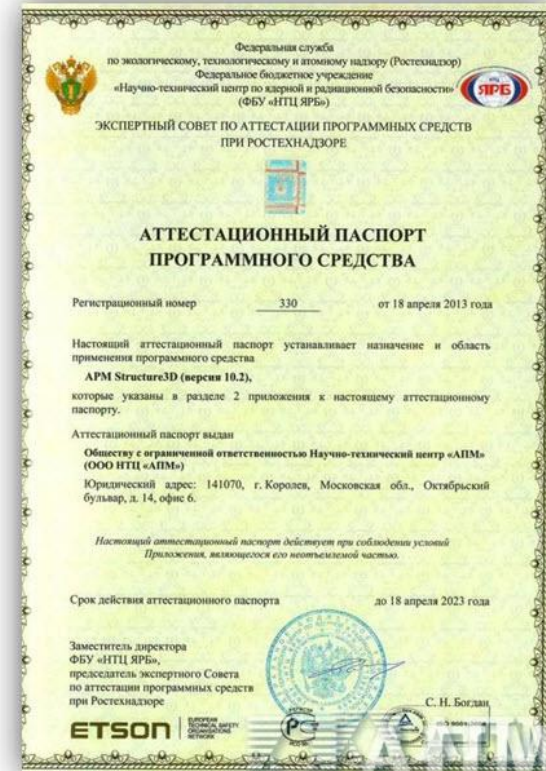 Федеральная служба
по экологическому, технологическому и атомному надзору (Ростехнадзор)
Федеральное бюджетное учреждение
«Научно-технический центр по ядерной и радиационной безопасности»
(ФБУ «НТЦ ЯРБ»)
ЯРБ
ЭКСПЕРТНЫЙ СОВЕТ ПО АТТЕСТАЦИИ ПРОГРАММНЫХ СРЕДСТВ
ПРИ РОСТЕХНАДЗОРЕ
АТТЕСТАЦИОННЫЙ ПАСПОРТ
ПРОГРАММНОГО СРЕДСТВА
Регистрационный номер 330 от 18 апреля 2013 года
Настоящий аттестационный паспорт устанавливает назначение и область
применения программного средства
APM Structure3D (версия 10.2),
которые указаны в разделе 2 приложения к настоящему аттестационному
паспорту.
Аттестационный паспорт выдан
Обществу с ограниченной ответственностью Научно-технический центр «АПМ»
(ООО НТЦ «АПМ»)
Юридический адрес: 141070, г. Королев, Московская обл., Октябрьский
бульвар, д. 14, офис 6.
Настоящий аттестационный паспорт действует при соблюдении условий
Приложения, являющегося его неотъемлемой частью.
Срок действия аттестационного паспорта до 18 апреля 2023 года
Заместитель директора
ФБУ «НТЦ ЯРБ»,
председатель экспертного Совета
по аттестации программных средств
при Ростехнадзоре С. Н. Богдан
ETSON EUROPEAN
TECHNICAL SAFETY
ORGANISATIONS
NETWORK